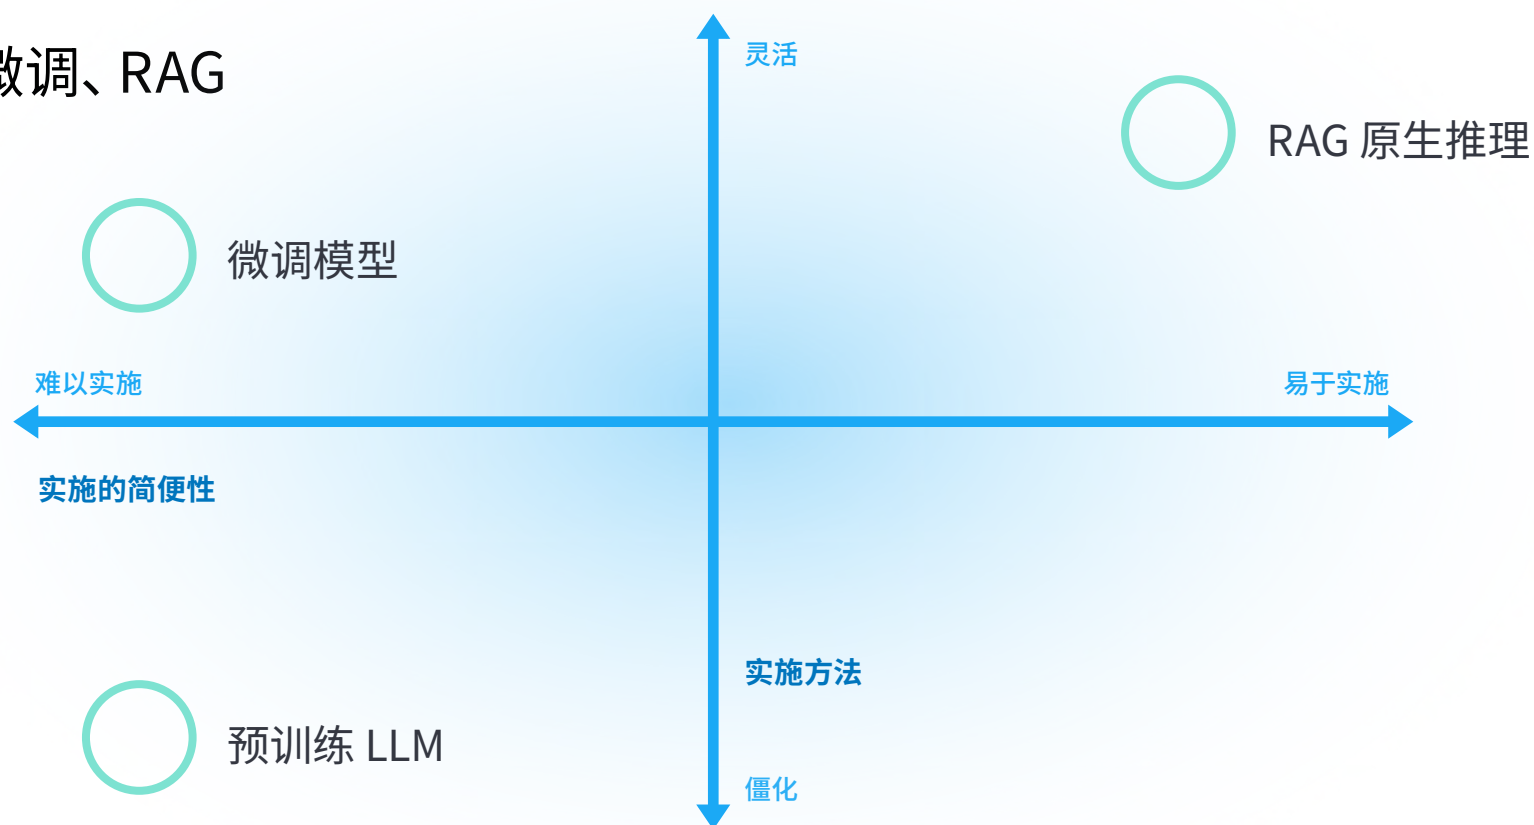 微调、RAG
灵活
RAG 原生推理
微调模型
难以实施
易于实施
实施的简便性
实施方法
预训练 LLM
僵化